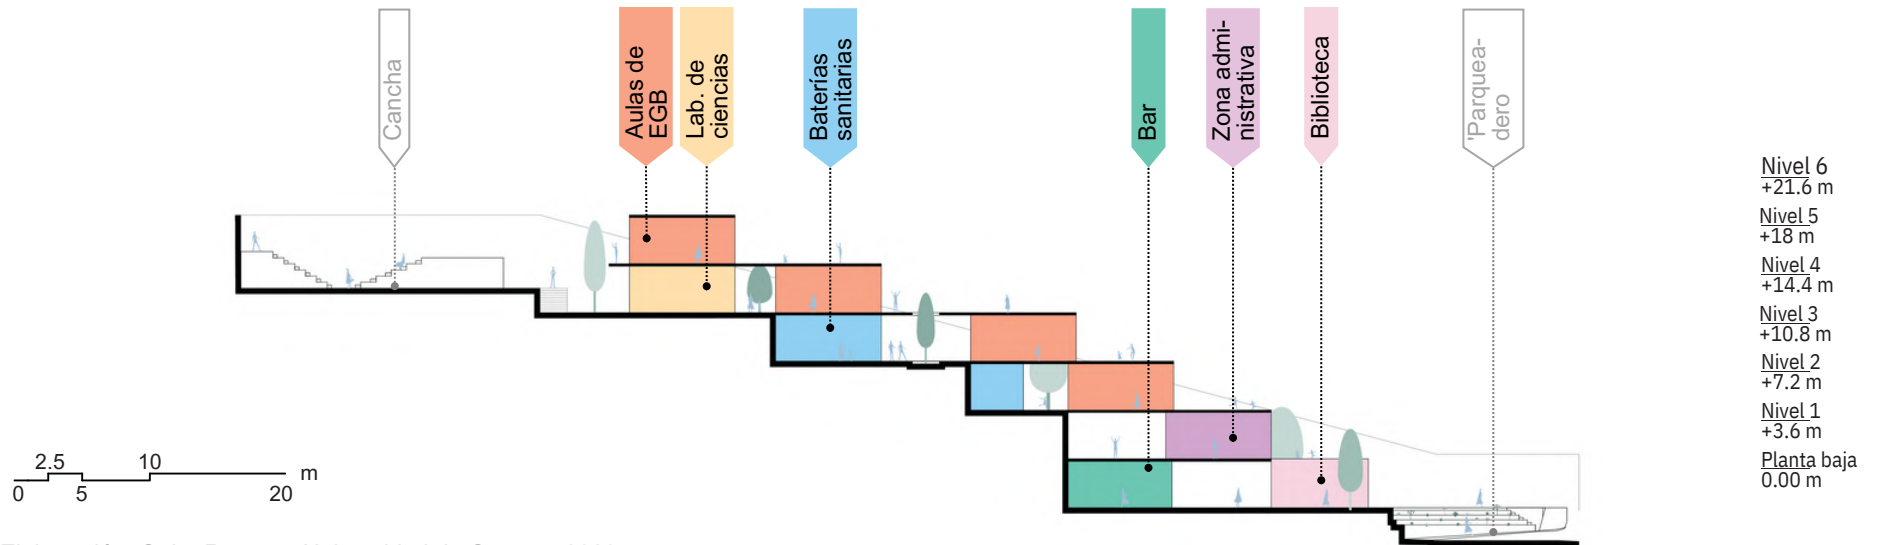 Cancha
Aulas de
EGB
Lab. de
ciencias
Baterías
sanitarias
Bar
Zona admi-
nistrativa
Biblioteca
'Parquea-
dero
Nivel 6
+21.6 m
Nivel 5
+18 m
Nivel 4
+14.4 m
Nivel 3
+10.8 m
Nivel 2
+7.2 m
Nivel 1
+3.6 m
Planta baja
0.00 m
2.5 10
m
0 5 20